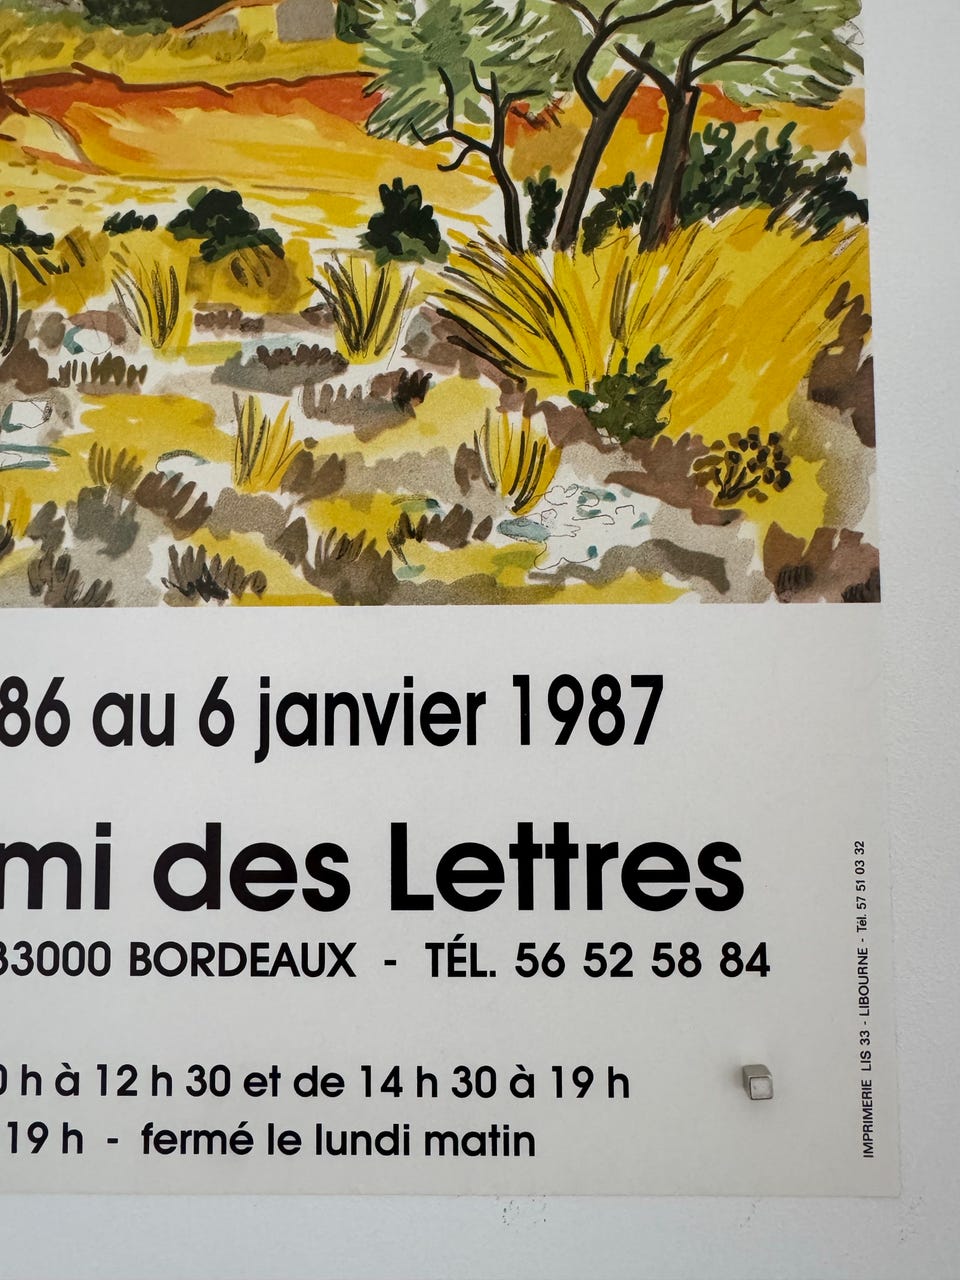 86 au 6 janvier 1987
mi des Lettres
33000 BORDEAUX - TÉL. 56 52 58 84
0 h à 12 h 30 et de 14 h 30 à 19 h
19 h - fermé le lundi matin
IMPRIMERIE LIS 33 - LIBOURNE - Tél. 57 51 03 32